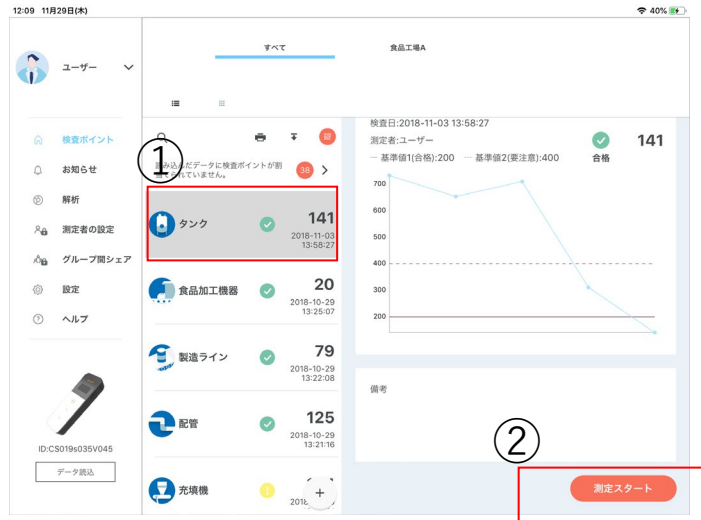 12:09 11月29日(木)
40%
ユーザー
検査ポイント
お知らせ
解析
測定者の設定
グループ間シェア
設定
ヘルプ
ID:CS019s035V045
データ読込
すべて
食品工場A
①
込んだデータに検査ポイントが割
られていません。
38
タンク
141
2018-11-03
13:58:27
食品加工機器
20
2018-10-29
13:25:07
製造ライン
79
2018-10-29
13:22:08
配管
125
2018-10-29
13:21:16
充填機
!
+
検査日:2018-11-03 13:58:27
測定者:ユーザー
基準値1(合格):200 基準値2(要注意):400
合格
141
700
600
500
400
300
200
備考
②
測定スタート